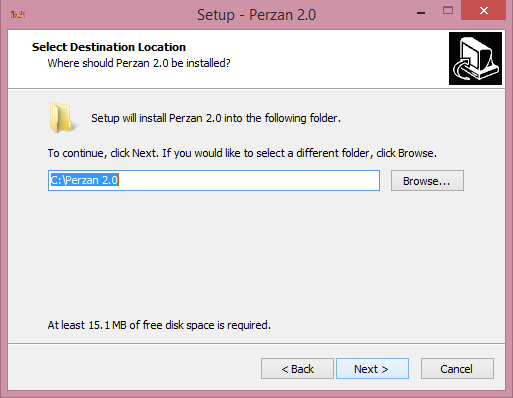 Setup - Perzan 2.0
Select Destination Location
Where should Perzan 2.0 be installed?
Setup will install Perzan 2.0 into the following folder.
To continue, click Next. If you would like to select a different folder, click Browse.
C:\Perzan 2.0
Browse...
At least 15.1 MB of free disk space is required.
< Back
Next >
Cancel